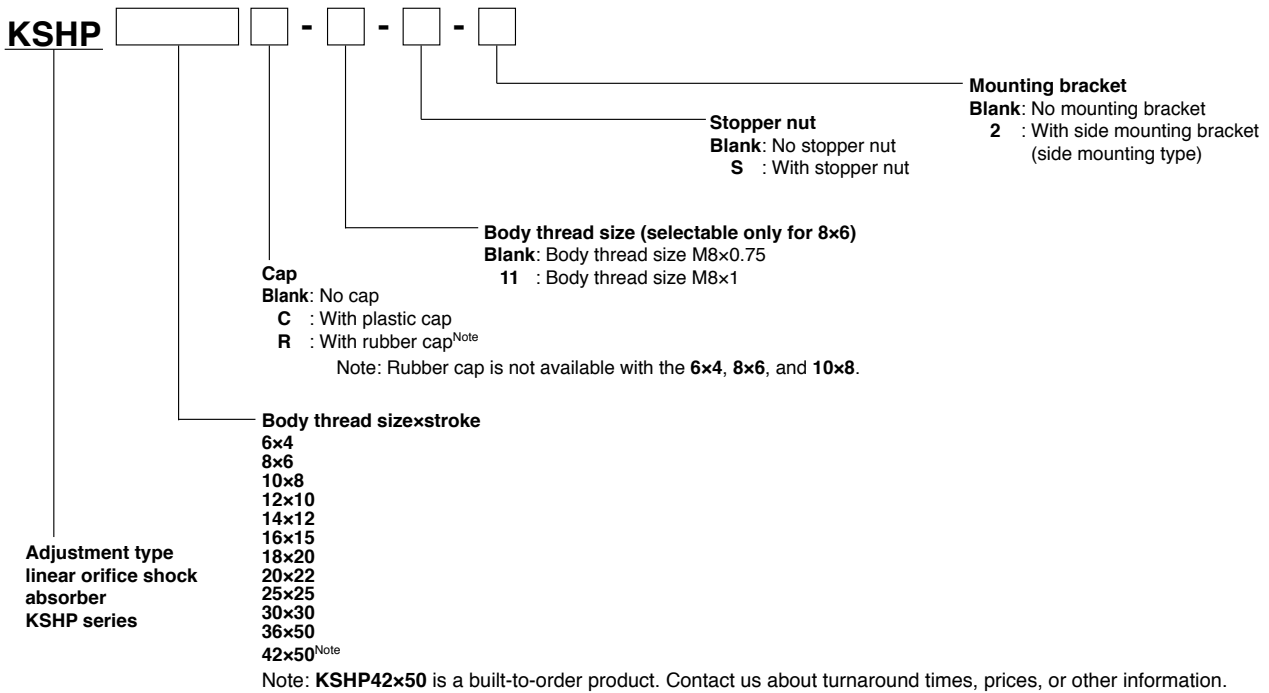 KSHP - - -
Mounting bracket
Blank: No mounting bracket
2 : With side mounting bracket
(side mounting type)
Stopper nut
Blank: No stopper nut
S : With stopper nut
Body thread size (selectable only for 8×6)
Blank: Body thread size M8×0.75
11 : Body thread size M8×1
Cap
Blank: No cap
C : With plastic cap
R : With rubber capNote
Note: Rubber cap is not available with the 6×4, 8×6, and 10×8.
Body thread size×stroke
6×4
8×6
10×8
12×10
14×12
16×15
18×20
20×22
25×25
30×30
36×50
42×50Note
Adjustment type
linear orifice shock
absorber
KSHP series
Note: KSHP42×50 is a built-to-order product. Contact us about turnaround times, prices, or other information.